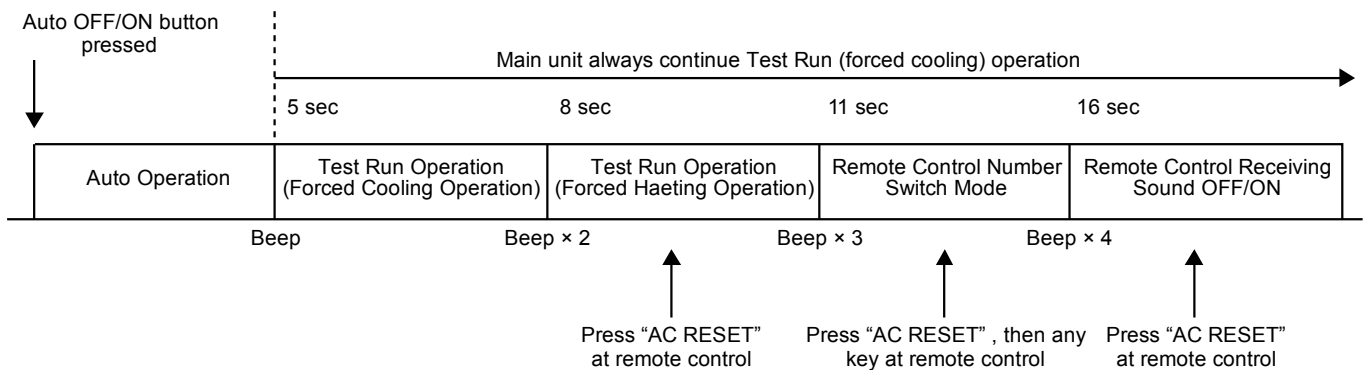 Auto OFF/ON button
pressed
Main unit always continue Test Run (forced cooling) operation
5 sec
8 sec
11 sec
16 sec
Auto Operation
Test Run Operation
(Forced Cooling Operation)
Test Run Operation
(Forced Haeting Operation)
Remote Control Number
Switch Mode
Remote Control Receiving
Sound OFF/ON
Beep
Beep × 2
Beep × 3
Beep × 4
Press “AC RESET”
at remote control
Press “AC RESET” , then any
key at remote control
Press “AC RESET”
at remote control